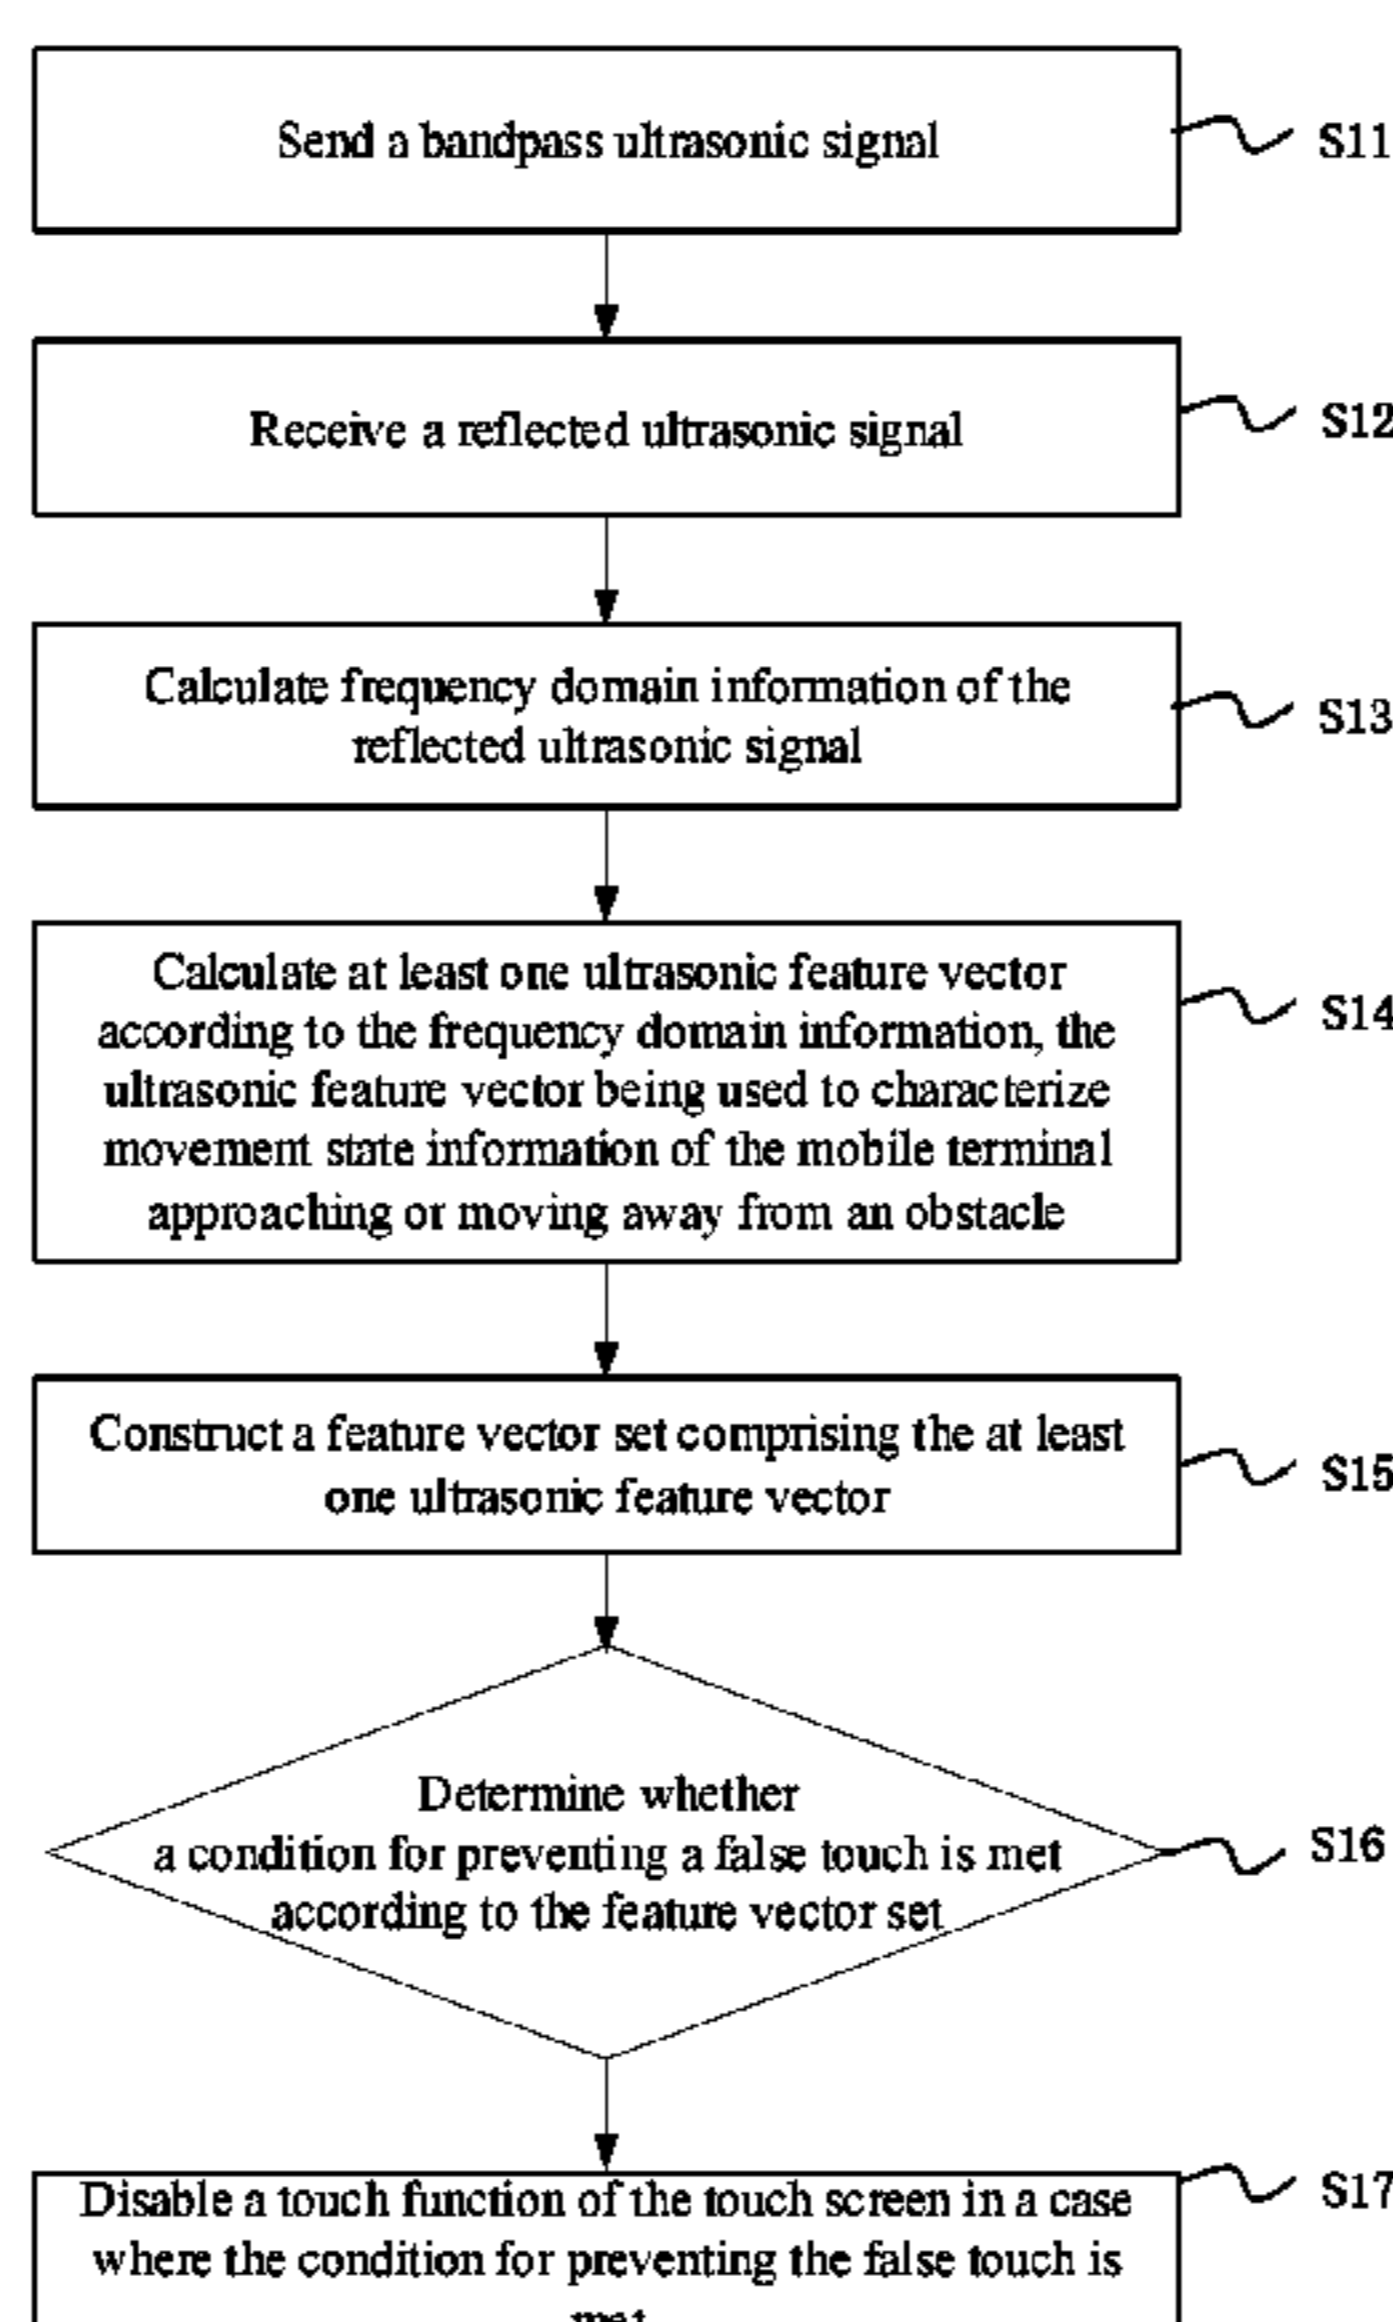 Send a bandpass ultrasonic signal
S11
Receive a reflected ultrasonic signal
S12
Calculate frequency domain information of the
reflected ultrasonic signal
S13
Calculate at least one ultrasonic feature vector
according to the frequency domain information, the
ultrasonic feature vector being used to characterize
movement state information of the mobile terminal
approaching or moving away from an obstacle
S14
Construct a feature vector set comprising the at least
one ultrasonic feature vector
S15
Determine whether
a condition for preventing a false touch is met
according to the feature vector set
S16
Disable a touch function of the touch screen in a case
where the condition for preventing the false touch is
met
S17